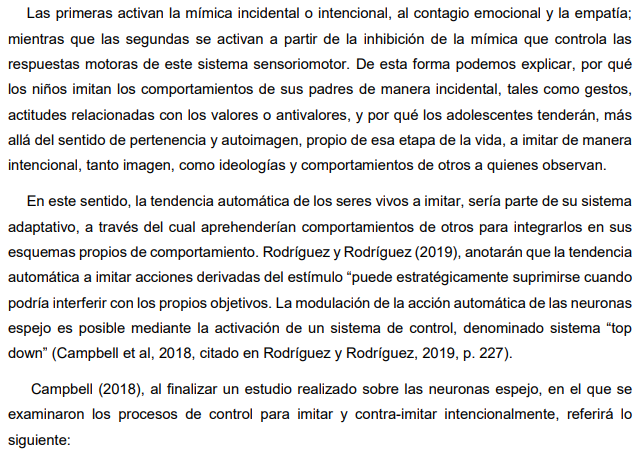 Las primeras activan la mímica incidental o intencional, al contagio emocional y la empatía;
mientras que las segundas se activan a partir de la inhibición de la mímica que controla las
respuestas motoras de este sistema sensoriomotor. De esta forma podemos explicar, por qué
los niños imitan los comportamientos de sus padres de manera incidental, tales como gestos,
actitudes relacionadas con los valores o antivalores, y por qué los adolescentes tenderán, más
allá del sentido de pertenencia y autoimagen, propio de esa etapa de la vida, a imitar de manera
intencional, tanto imagen, como ideologías y comportamientos de otros a quienes observan.
En este sentido, la tendencia automática de los seres vivos a imitar, sería parte de su sistema
adaptativo, a través del cual aprehenderían comportamientos de otros para integrarlos en sus
esquemas propios de comportamiento. Rodríguez y Rodríguez (2019), anotarán que la tendencia
automática a imitar acciones derivadas del estímulo “puede estratégicamente suprimirse cuando
podría interferir con los propios objetivos. La modulación de la acción automática de las neuronas
espejo es posible mediante la activación de un sistema de control, denominado sistema “top
down” (Campbell et al, 2018, citado en Rodríguez y Rodríguez, 2019, p. 227).
Campbell (2018), al finalizar un estudio realizado sobre las neuronas espejo, en el que se
examinaron los procesos de control para imitar y contra-imitar intencionalmente, referirá lo
siguiente: